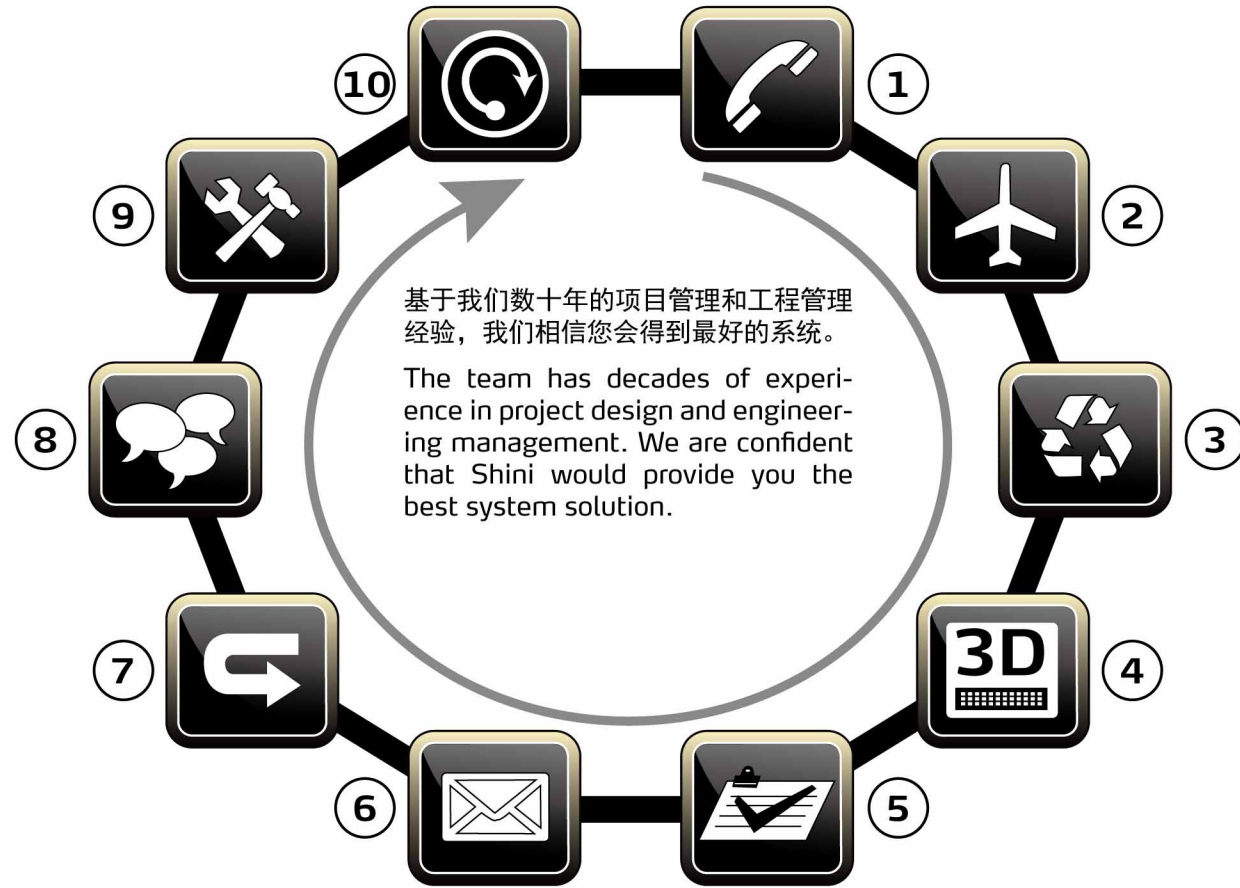 10
1
9
2
基于我们数十年的项目管理和工程管理
经验，我们相信您会得到最好的系统。
The team has decades of experi-
ence in project design and engineer-
ing management. We are confident
that Shini would provide you the
best system solution.
8
3
7
3D
4
6
5